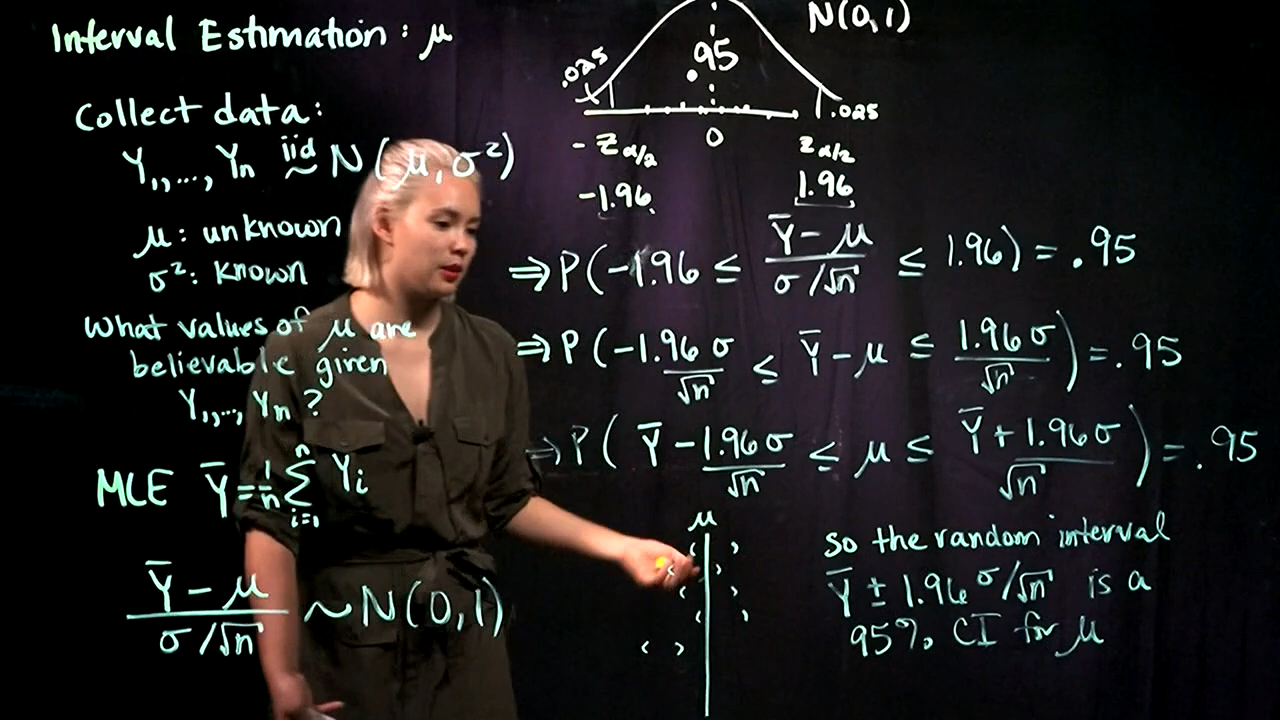 Interval Estimation: μ
Collect data:
Y₁,..., Yn iid ~ N(μ, σ²)
μ: unknown
σ²: known
What values of μ are
believable given
Y₁,..., Yn ?
MLE Ȳ = 1/n Σ i=1 n Yi
(Ȳ - μ) / (σ/√n) ~ N(0,1)
N(0,1)
.95
.025
.025
-Zα/2 0 Zα/2
-1.96 1.96
⇒ P(-1.96 ≤ (Ȳ - μ) / (σ/√n) ≤ 1.96) = .95
⇒ P(-1.96σ/√n ≤ Ȳ - μ ≤ 1.96σ/√n) = .95
⇒ P(Ȳ - 1.96σ/√n ≤ μ ≤ Ȳ + 1.96σ/√n) = .95
μ
so the random interval
Ȳ ± 1.96 σ/√n is a
95% CI for μ